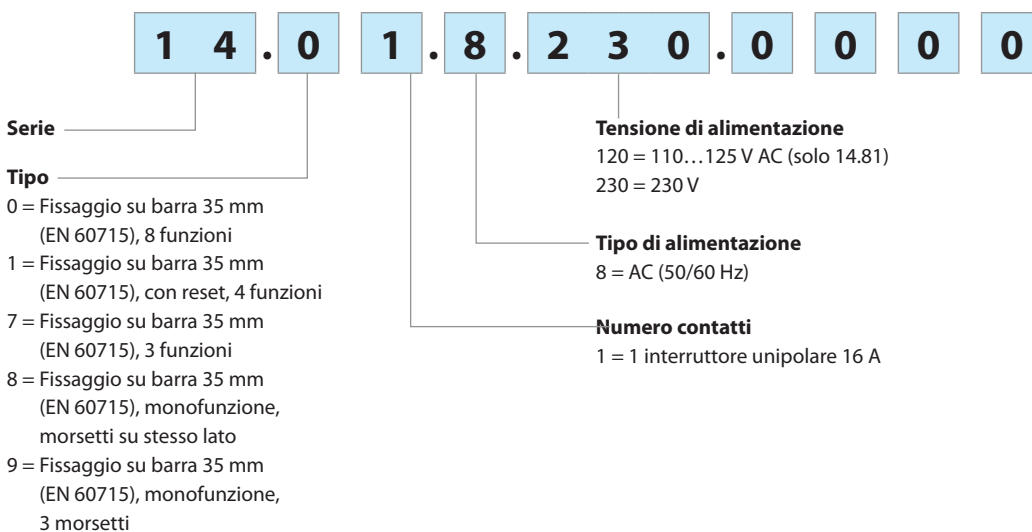 1 4 . 0 1 . 8 . 2 3 0 . 0 0 0 0
Serie
Tipo
0 = Fissaggio su barra 35 mm
(EN 60715), 8 funzioni
1 = Fissaggio su barra 35 mm
(EN 60715), con reset, 4 funzioni
7 = Fissaggio su barra 35 mm
(EN 60715), 3 funzioni
8 = Fissaggio su barra 35 mm
(EN 60715), monofunzione,
morsetti su stesso lato
9 = Fissaggio su barra 35 mm
(EN 60715), monofunzione,
3 morsetti
Tensione di alimentazione
120 = 110…125 V AC (solo 14.81)
230 = 230 V
Tipo di alimentazione
8 = AC (50/60 Hz)
Numero contatti
1 = 1 interruttore unipolare 16 A